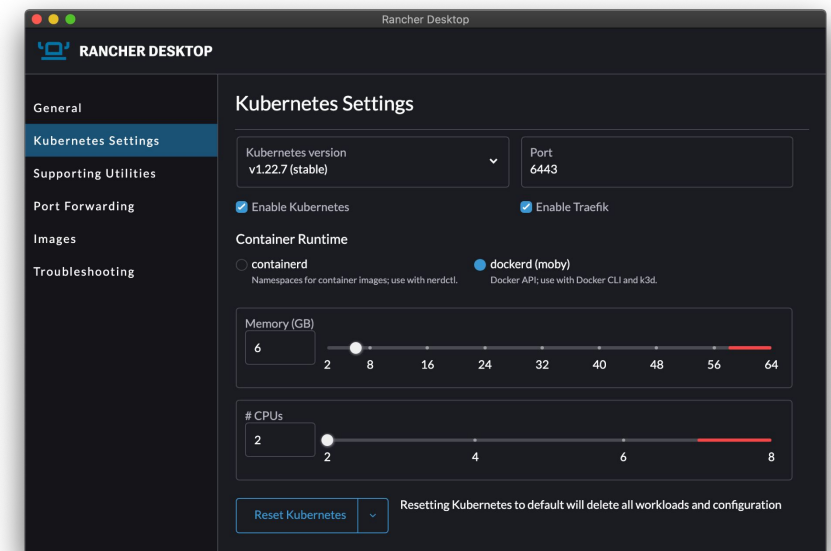 Rancher Desktop
RANCHER DESKTOP
General
Kubernetes Settings
Supporting Utilities
Port Forwarding
Images
Troubleshooting
Kubernetes Settings
Kubernetes version
v1.22.7 (stable)
Port
6443
Enable Kubernetes
Enable Traefik
Container Runtime
containerd
Namespaces for container images; use with nerdctl.
dockerd (moby)
Docker API; use with Docker CLI and k3d.
Memory (GB)
6
2 8 16 24 32 40 48 56 64
# CPUs
2
2 4 6 8
Reset Kubernetes
Resetting Kubernetes to default will delete all workloads and configuration